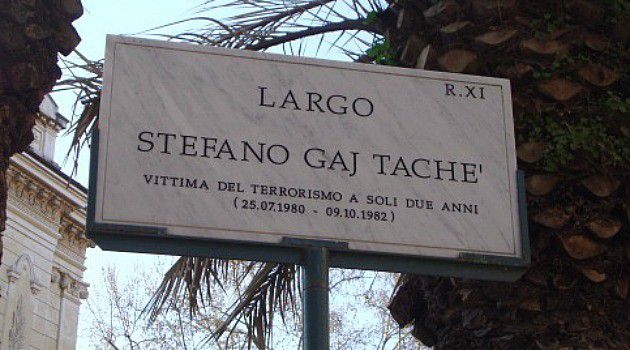 R.XI
LARGO
STEFANO GAJ TACHE'
VITTIMA DEL TERRORISMO A SOLI DUE ANNI
(25.07.1980 - 09.10.1982)